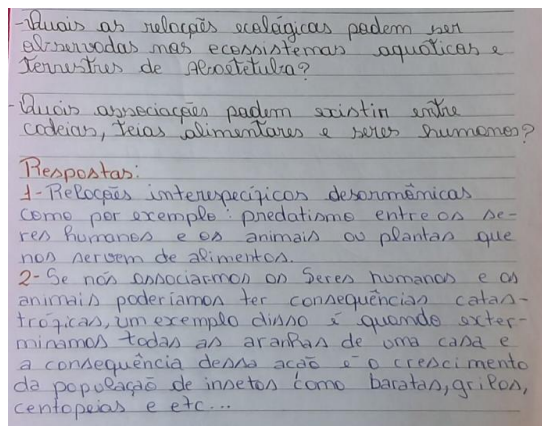 -Quais as relações ecológicas podem ser
observadas nos ecossistemas aquáticos e
terrestres de Abaetetuba?
-Quais associações podem existir entre
cadeias, teias alimentares e seres humanos?
Respostas:
1-Relações interespecíficas desarmônicas
como por exemplo: predatismo entre os se-
res humanos e os animais ou plantas que
nos servem de alimentos.
2-Se nós associarmos os seres humanos e os
animais poderíamos ter consequências catas-
tróficas, um exemplo disso é quando exter-
minamos todas as aranhas de uma casa e
a consequência dessa ação é o crescimento
da população de insetos como baratas, grilos,
centopeias e etc...